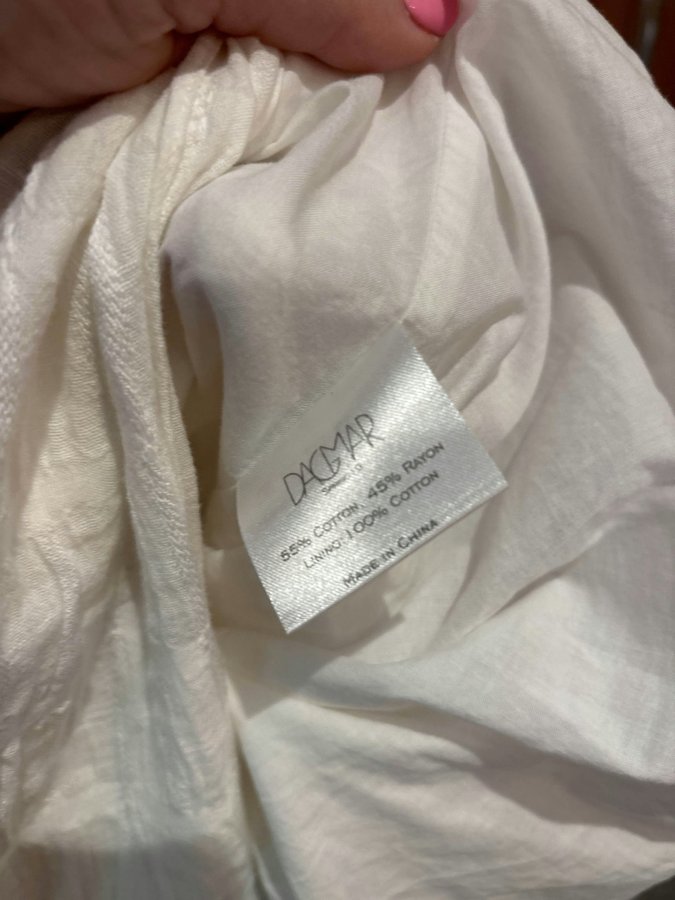 DAGMAR
55% COTTON 45% RAYON
LINING: 100% COTTON
MADE IN CHINA